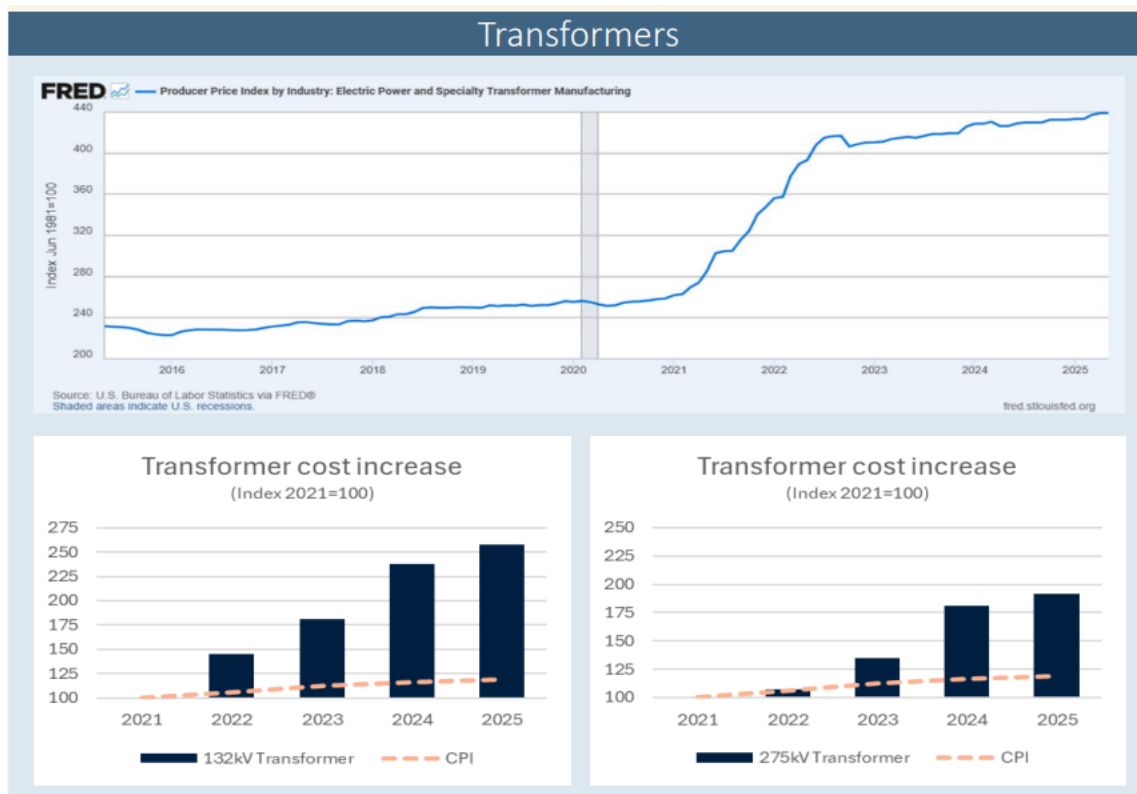 Transformers
FRED Producer Price Index by Industry: Electric Power and Specialty Transformer Manufacturing
440
400
360
320
280
240
200
Index Jun 1981=100
2016 2017 2018 2019 2020 2021 2022 2023 2024 2025
Source: U.S. Bureau of Labor Statistics via FRED®
Shaded areas indicate U.S. recessions.
fred.stlouisfed.org
Transformer cost increase
(Index 2021=100)
275
250
225
200
175
150
125
100
2021 2022 2023 2024 2025
132kV Transformer CPI
Transformer cost increase
(Index 2021=100)
250
225
200
175
150
125
100
2021 2022 2023 2024 2025
275kV Transformer CPI